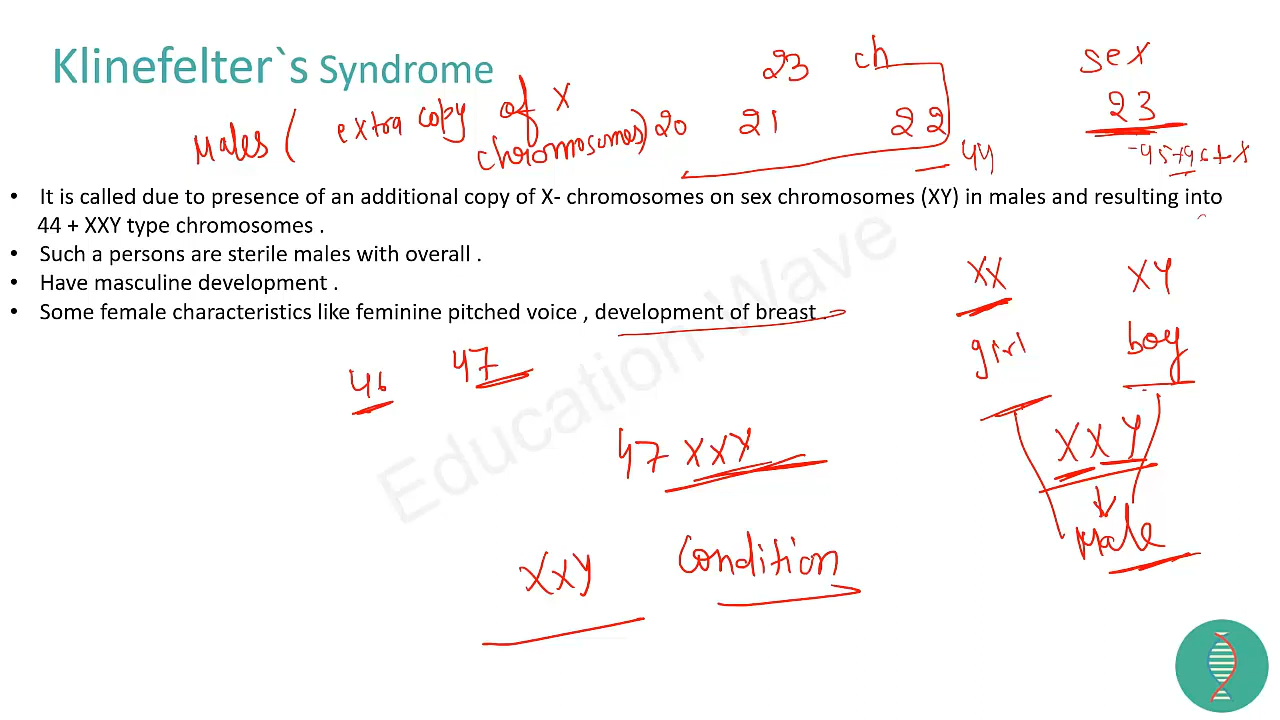 Klinefelter`s Syndrome
23 ch
sex
23
Males ( extra copy of X
chromosomes)
20 21 22
44
• It is called due to presence of an additional copy of X- chromosomes on sex chromosomes (XY) in males and resulting into
44 + XXY type chromosomes .
• Such a persons are sterile males with overall .
• Have masculine development .
• Some female characteristics like feminine pitched voice , development of breast .
XX XY
girl boy
46 47
47 XXY
XXY
Male
XXY Condition
Education Wave